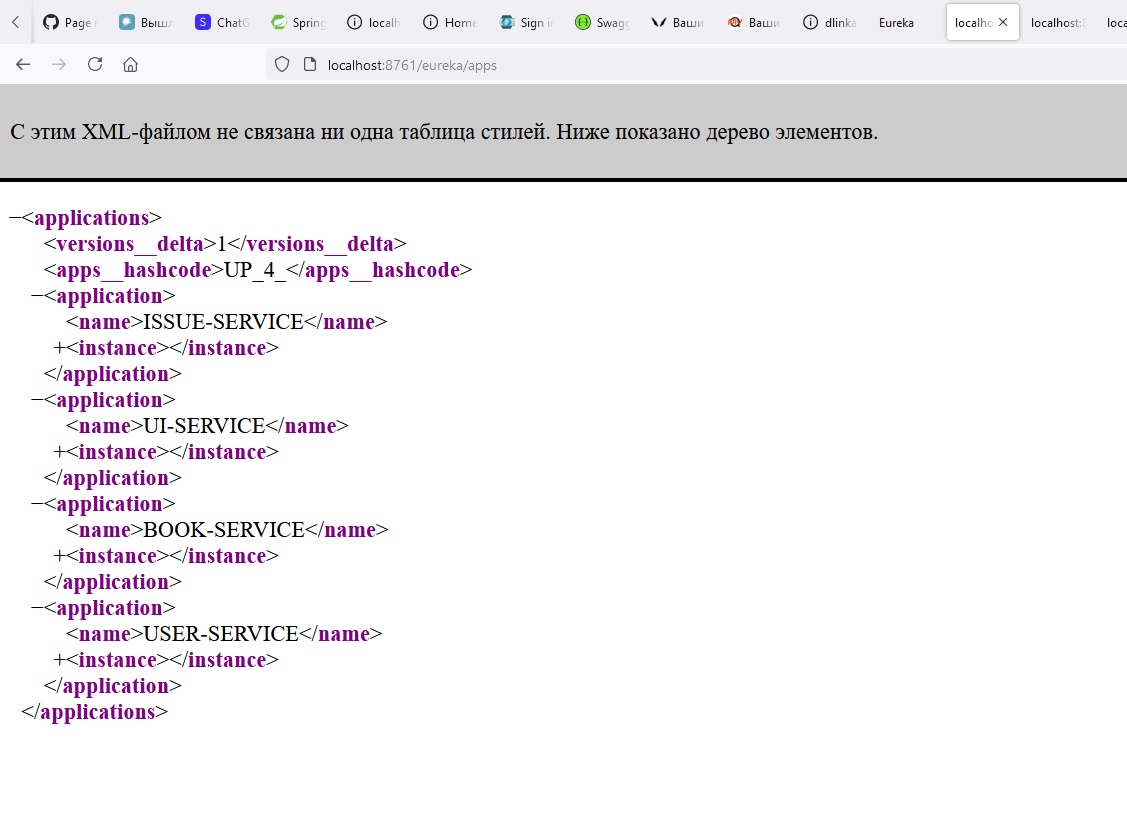 Page
Выш
ChatG
Spring
localh
Home
Sign in
Swagg
Ваши
Ваши
dlinka
Eureka
localho
localhost:8
loca
localhost:8761/eureka/apps
С этим XML-файлом не связана ни одна таблица стилей. Ниже показано дерево элементов.
−<applications>
<versions__delta>1</versions__delta>
<apps__hashcode>UP_4_</apps__hashcode>
−<application>
<name>ISSUE-SERVICE</name>
+<instance></instance>
</application>
−<application>
<name>UI-SERVICE</name>
+<instance></instance>
</application>
−<application>
<name>BOOK-SERVICE</name>
+<instance></instance>
</application>
−<application>
<name>USER-SERVICE</name>
+<instance></instance>
</application>
</applications>